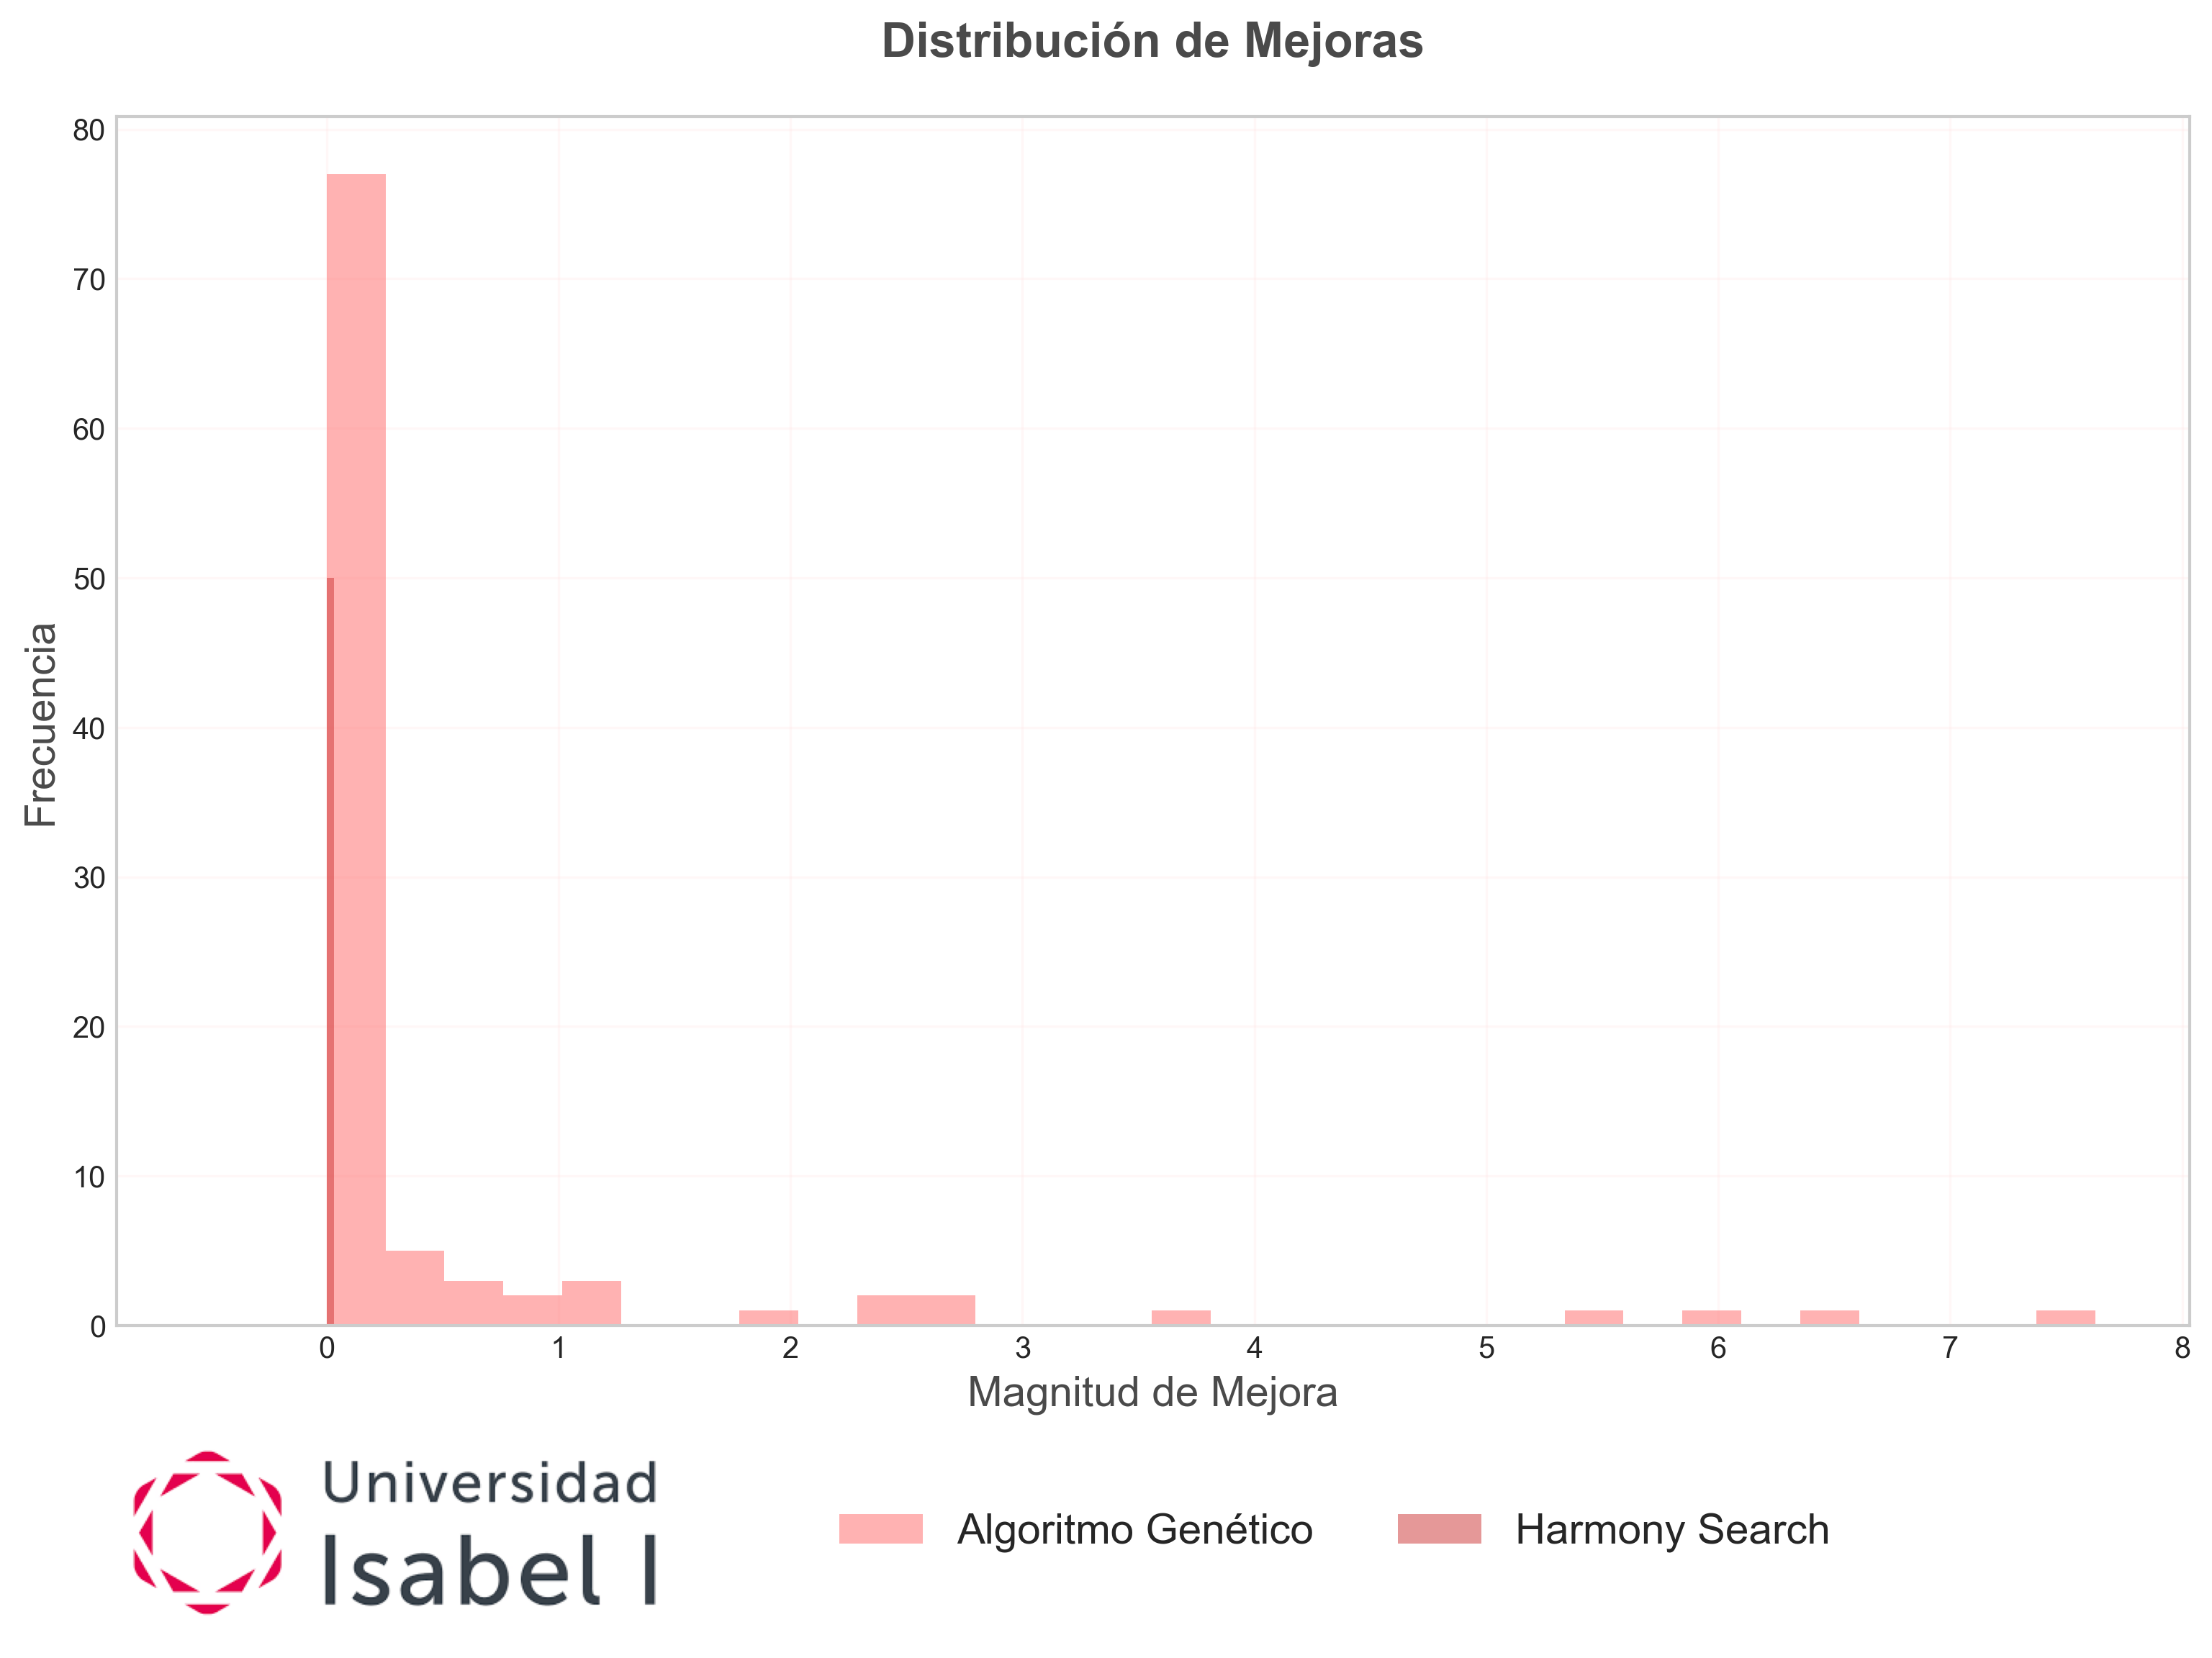 Distribución de Mejoras
80
70
60
50
40
30
20
10
0
Frecuencia
0 1 2 3 4 5 6 7 8
Magnitud de Mejora
Universidad
Isabel I
Algoritmo Genético Harmony Search